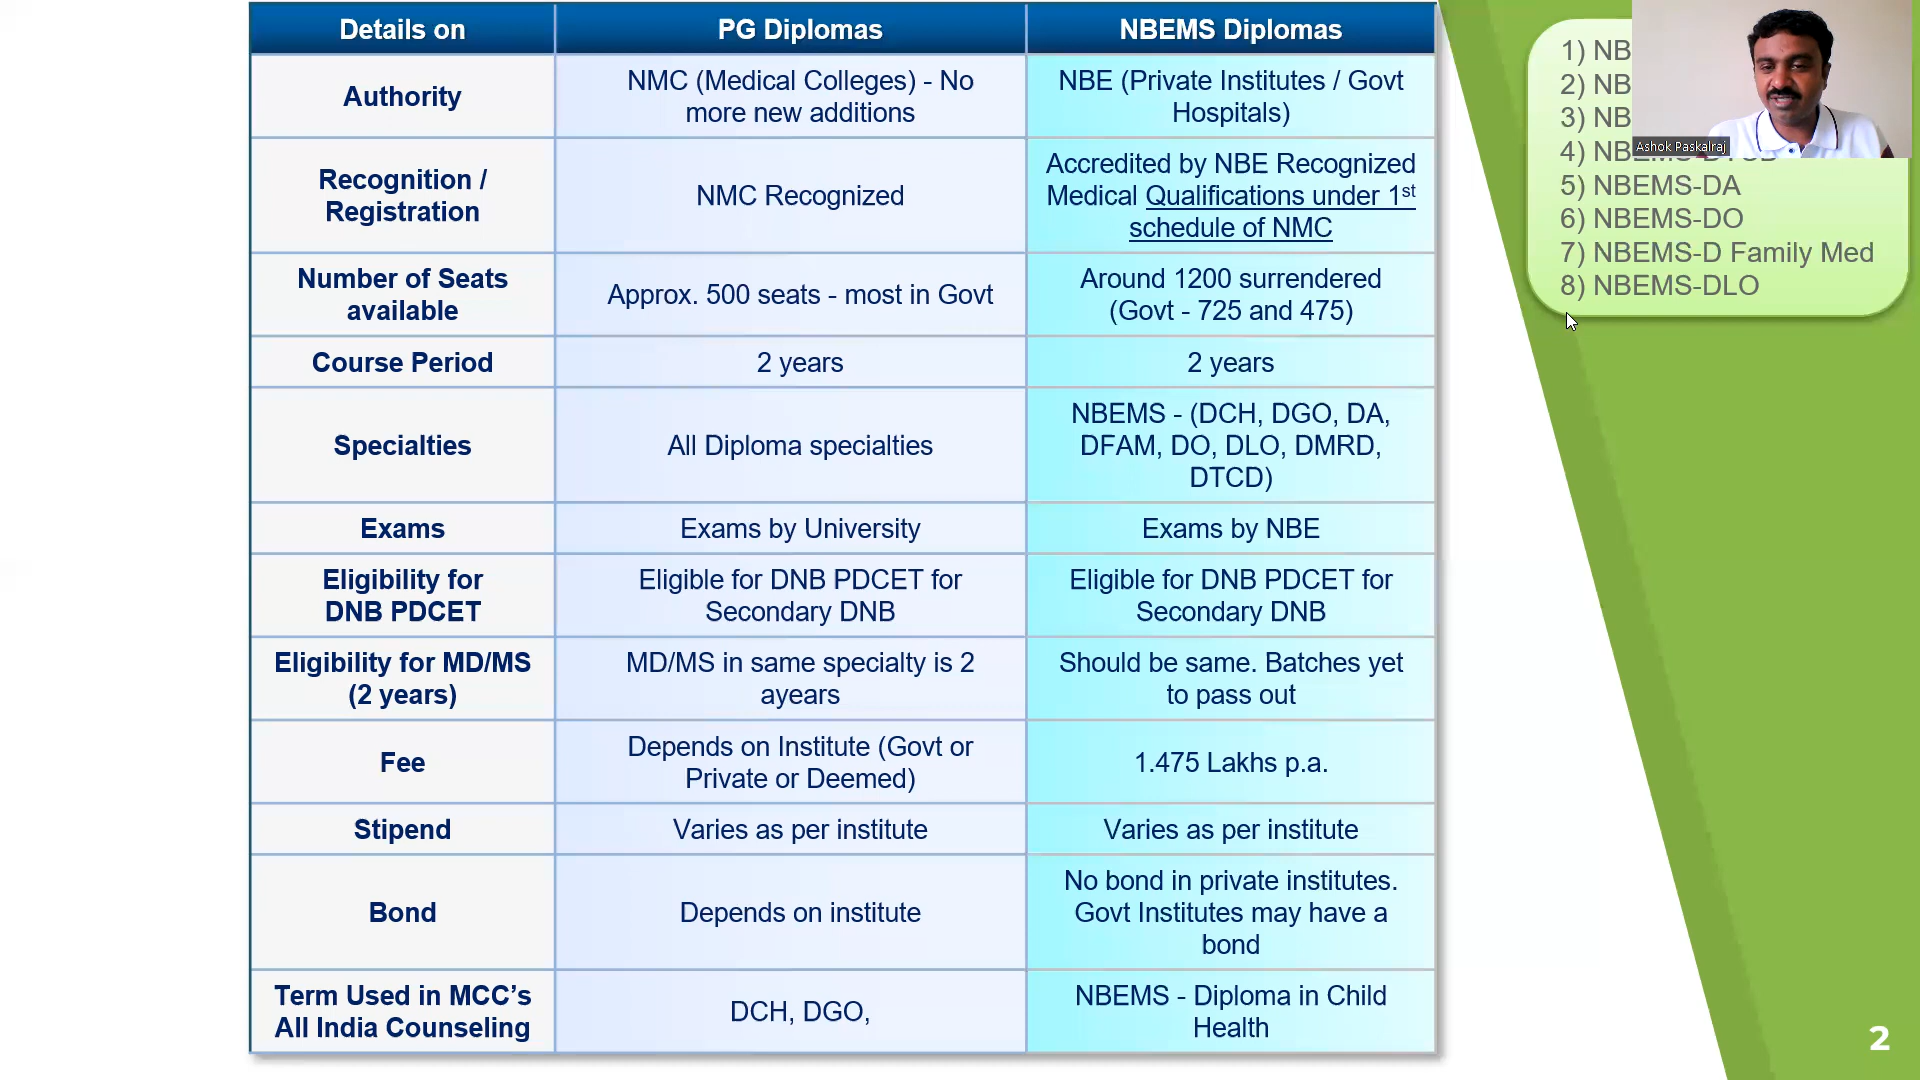 Details on
PG Diplomas
NBEMS Diplomas
Authority
NMC (Medical Colleges) - No
more new additions
NBE (Private Institutes / Govt
Hospitals)
Recognition /
Registration
NMC Recognized
Accredited by NBE Recognized
Medical Qualifications under 1st
schedule of NMC
Number of Seats
available
Approx. 500 seats - most in Govt
Around 1200 surrendered
(Govt - 725 and 475)
Course Period
2 years
2 years
Specialties
All Diploma specialties
NBEMS - (DCH, DGO, DA,
DFAM, DO, DLO, DMRD,
DTCD)
Exams
Exams by University
Exams by NBE
Eligibility for
DNB PDCET
Eligible for DNB PDCET for
Secondary DNB
Eligible for DNB PDCET for
Secondary DNB
Eligibility for MD/MS
(2 years)
MD/MS in same specialty is 2
ayears
Should be same. Batches yet
to pass out
Fee
Depends on Institute (Govt or
Private or Deemed)
1.475 Lakhs p.a.
Stipend
Varies as per institute
Varies as per institute
Bond
Depends on institute
No bond in private institutes.
Govt Institutes may have a
bond
Term Used in MCC’s
All India Counseling
DCH, DGO,
NBEMS - Diploma in Child
Health
1)
2)
3)
4)
5) NBEMS-DA
6) NBEMS-DO
7) NBEMS-D Family Med
8) NBEMS-DLO
Ashok Paskalraj
2